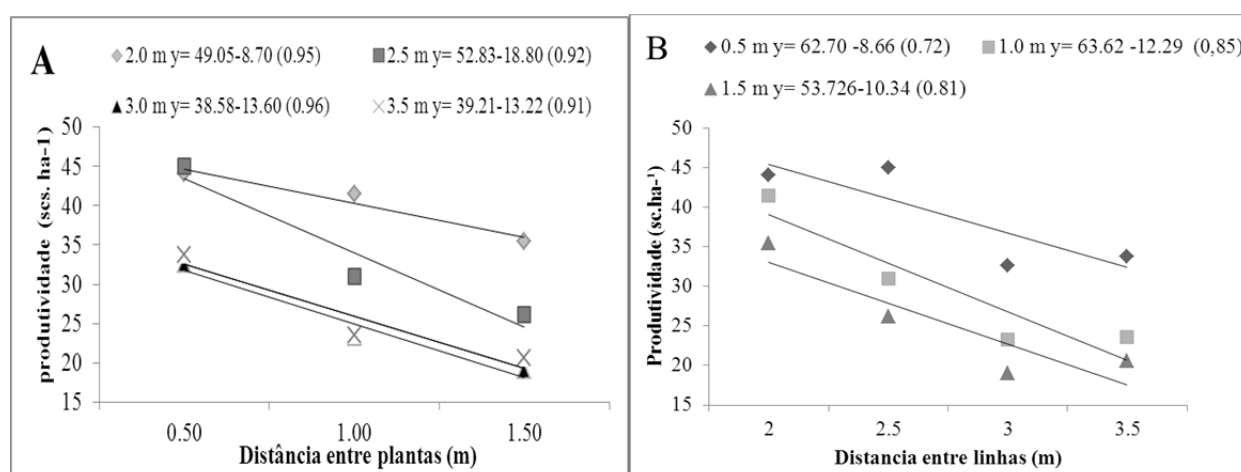 A
2.0 m y= 49.05-8.70 (0.95)
2.5 m y= 52.83-18.80 (0.92)
3.0 m y= 38.58-13.60 (0.96)
3.5 m y= 39.21-13.22 (0.91)
produtividade (scs. ha-1)
50
45
40
35
30
25
20
15
0.50
1.00
1.50
Distância entre plantas (m)
B
0.5 m y= 62.70 -8.66 (0.72)
1.0 m y= 63.62 -12.29 (0,85)
1.5 m y= 53.726-10.34 (0.81)
Produtividade (sc.ha-¹)
50
45
40
35
30
25
20
15
2
2.5
3
3.5
Distancia entre linhas (m)